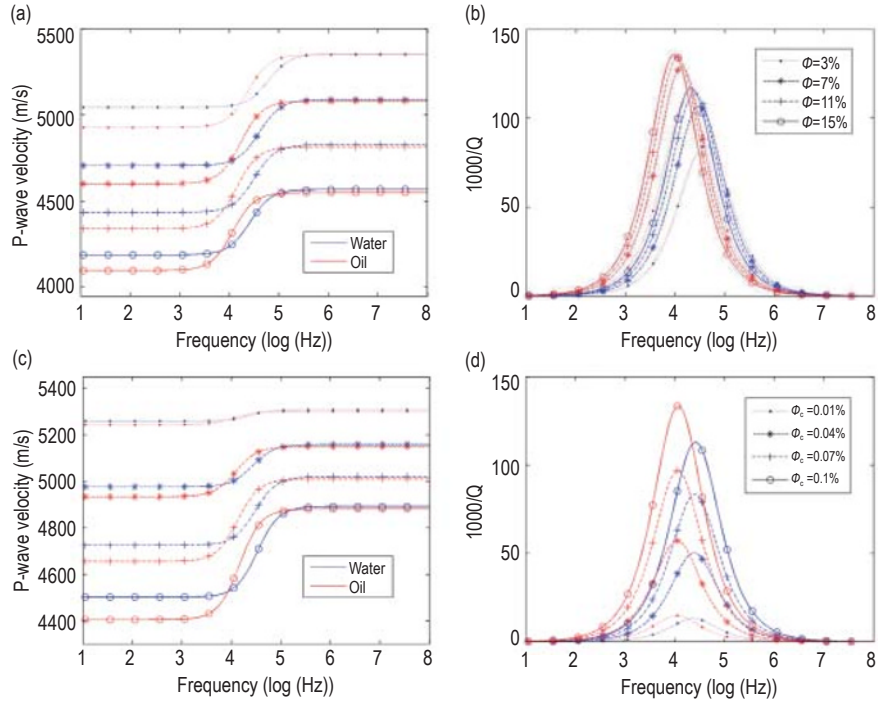 (a)
5500
5000
4500
4000
P-wave velocity (m/s)
Water
Oil
1 2 3 4 5 6 7 8
Frequency (log (Hz))
(b)
150
100
50
0
1000/Q
Φ=3%
Φ=7%
Φ=11%
Φ=15%
1 2 3 4 5 6 7 8
Frequency (log (Hz))
(c)
5400
5200
5000
4800
4600
4400
P-wave velocity (m/s)
Water
Oil
1 2 3 4 5 6 7 8
Frequency (log (Hz))
(d)
150
100
50
0
1000/Q
Φc =0.01%
Φc =0.04%
Φc =0.07%
Φc =0.1%
1 2 3 4 5 6 7 8
Frequency (log (Hz))